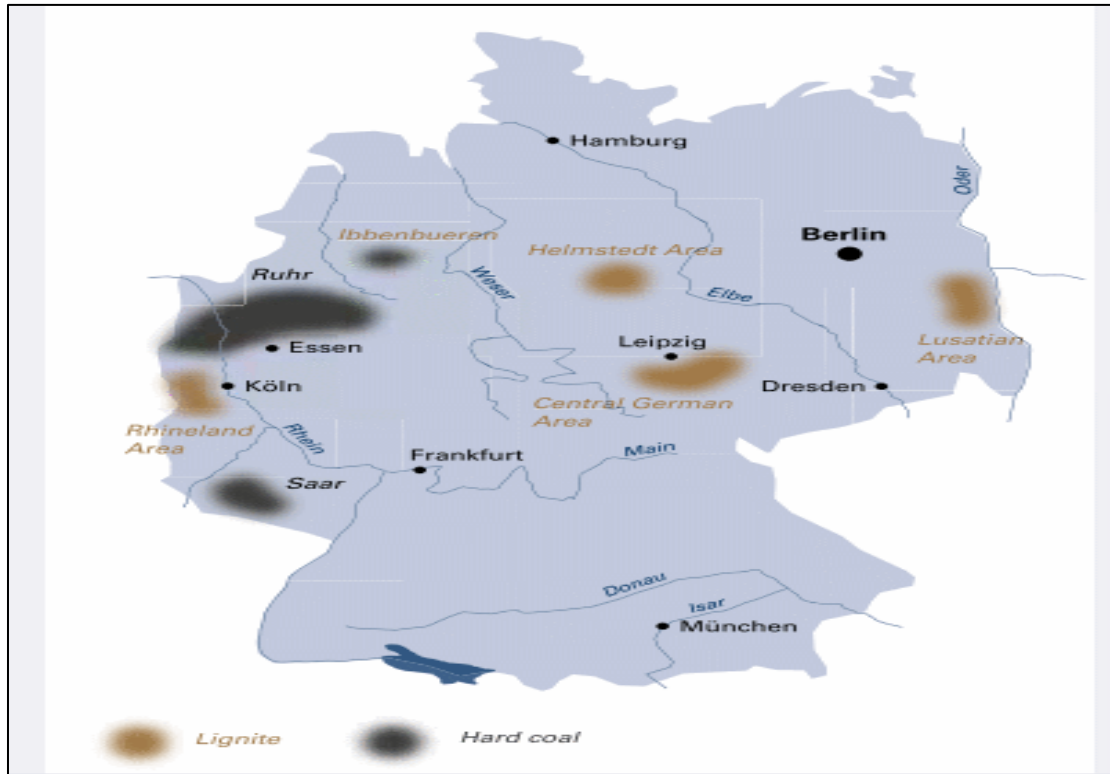 Hamburg
Oder
Berlin
Ibbenbueren
Helmstedt Area
Ruhr
Weser
Elbe
Essen
Leipzig
Lusatian
Area
Köln
Dresden
Central German
Area
Rhineland
Area
Rhein
Frankfurt
Main
Saar
Donau
Isar
München
Lignite
Hard coal